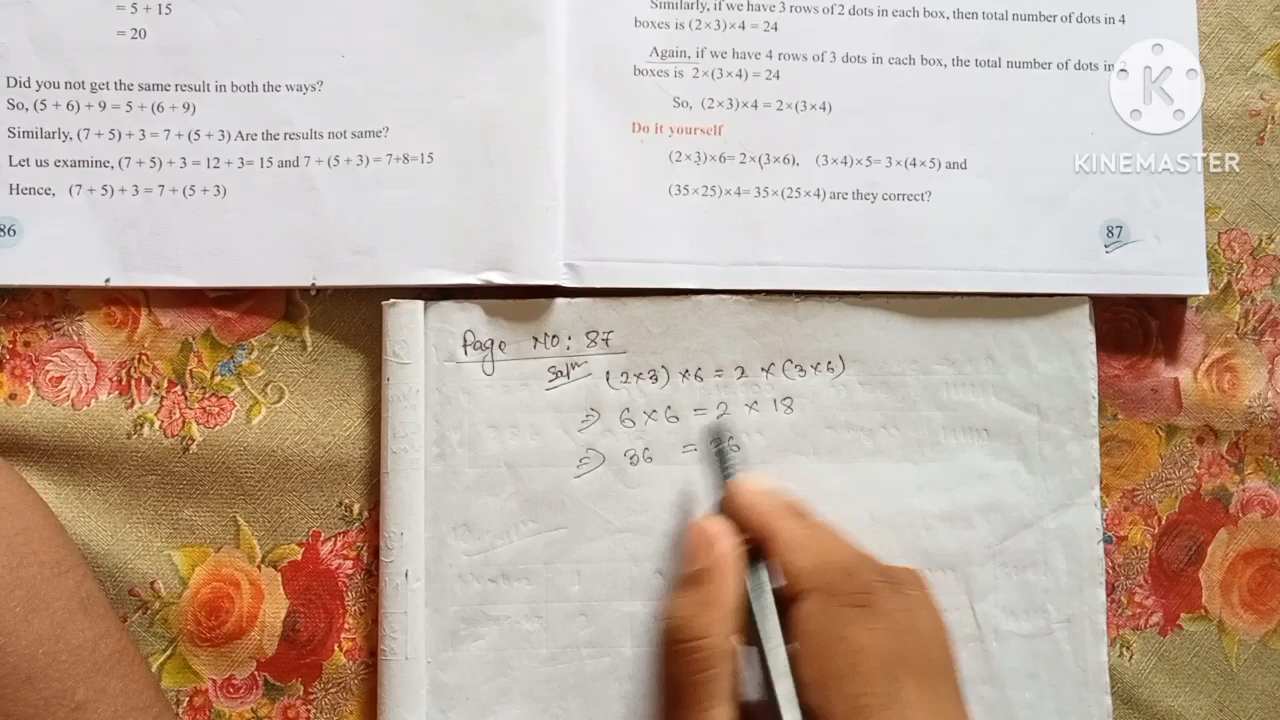 = 5 + 15
= 20
Did you not get the same result in both the ways?
So, (5 + 6) + 9 = 5 + (6 + 9)
Similarly, (7 + 5) + 3 = 7 + (5 + 3) Are the results not same?
Let us examine, (7 + 5) + 3 = 12 + 3= 15 and 7 + (5 + 3) = 7+8=15
Hence, (7 + 5) + 3 = 7 + (5 + 3)
86
Similarly, if we have 3 rows of 2 dots in each box, then total number of dots in 4
boxes is (2×3)×4 = 24
Again, if we have 4 rows of 3 dots in each box, the total number of dots in
boxes is 2×(3×4) = 24
So, (2×3)×4 = 2×(3×4)
Do it yourself
(2×3)×6= 2×(3×6), (3×4)×5= 3×(4×5) and
(35×25)×4= 35×(25×4) are they correct?
87
K
KINEMASTER
Page No: 87
Soln (2×3) ×6 = 2 × (3×6)
⇒ 6×6 = 2 × 18
⇒ 36 = 36